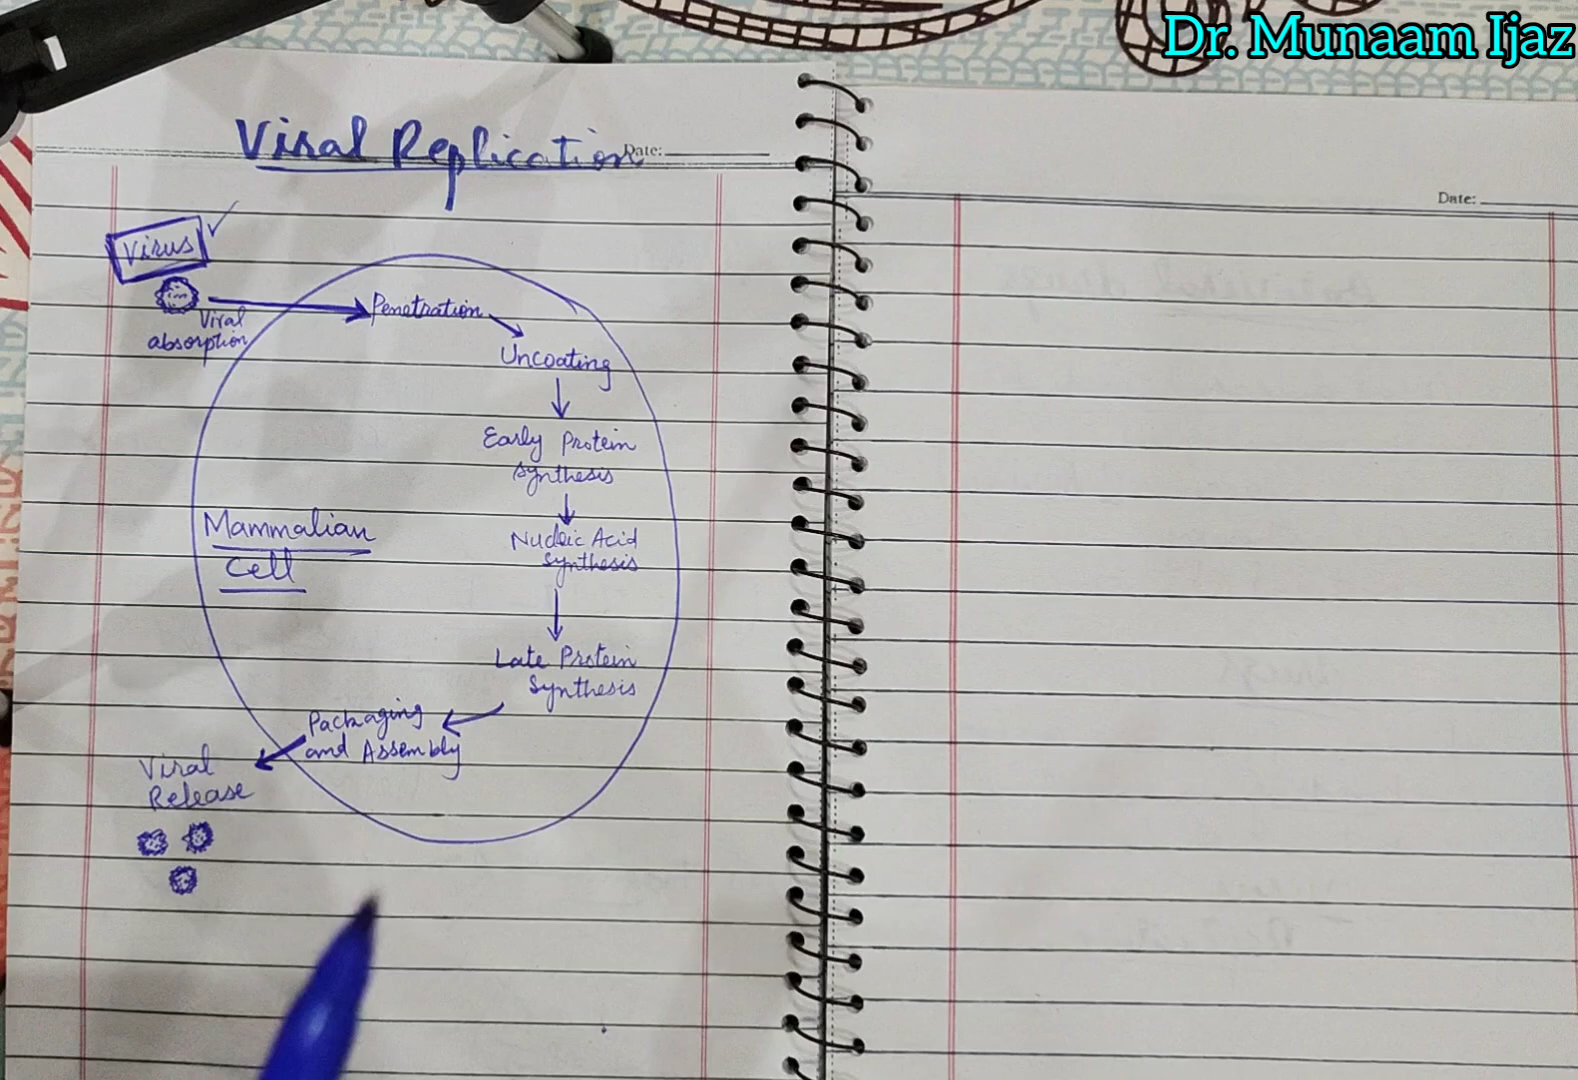 Dr. Munaam Ijaz
Viral Replication
Date:
Date:
Virus
Viral
absorption
Penetration
Uncoating
Early Protein
Synthesis
Nucleic Acid
Synthesis
Mammalian
Cell
Late Protein
Synthesis
Packaging
and Assembly
Viral
Release